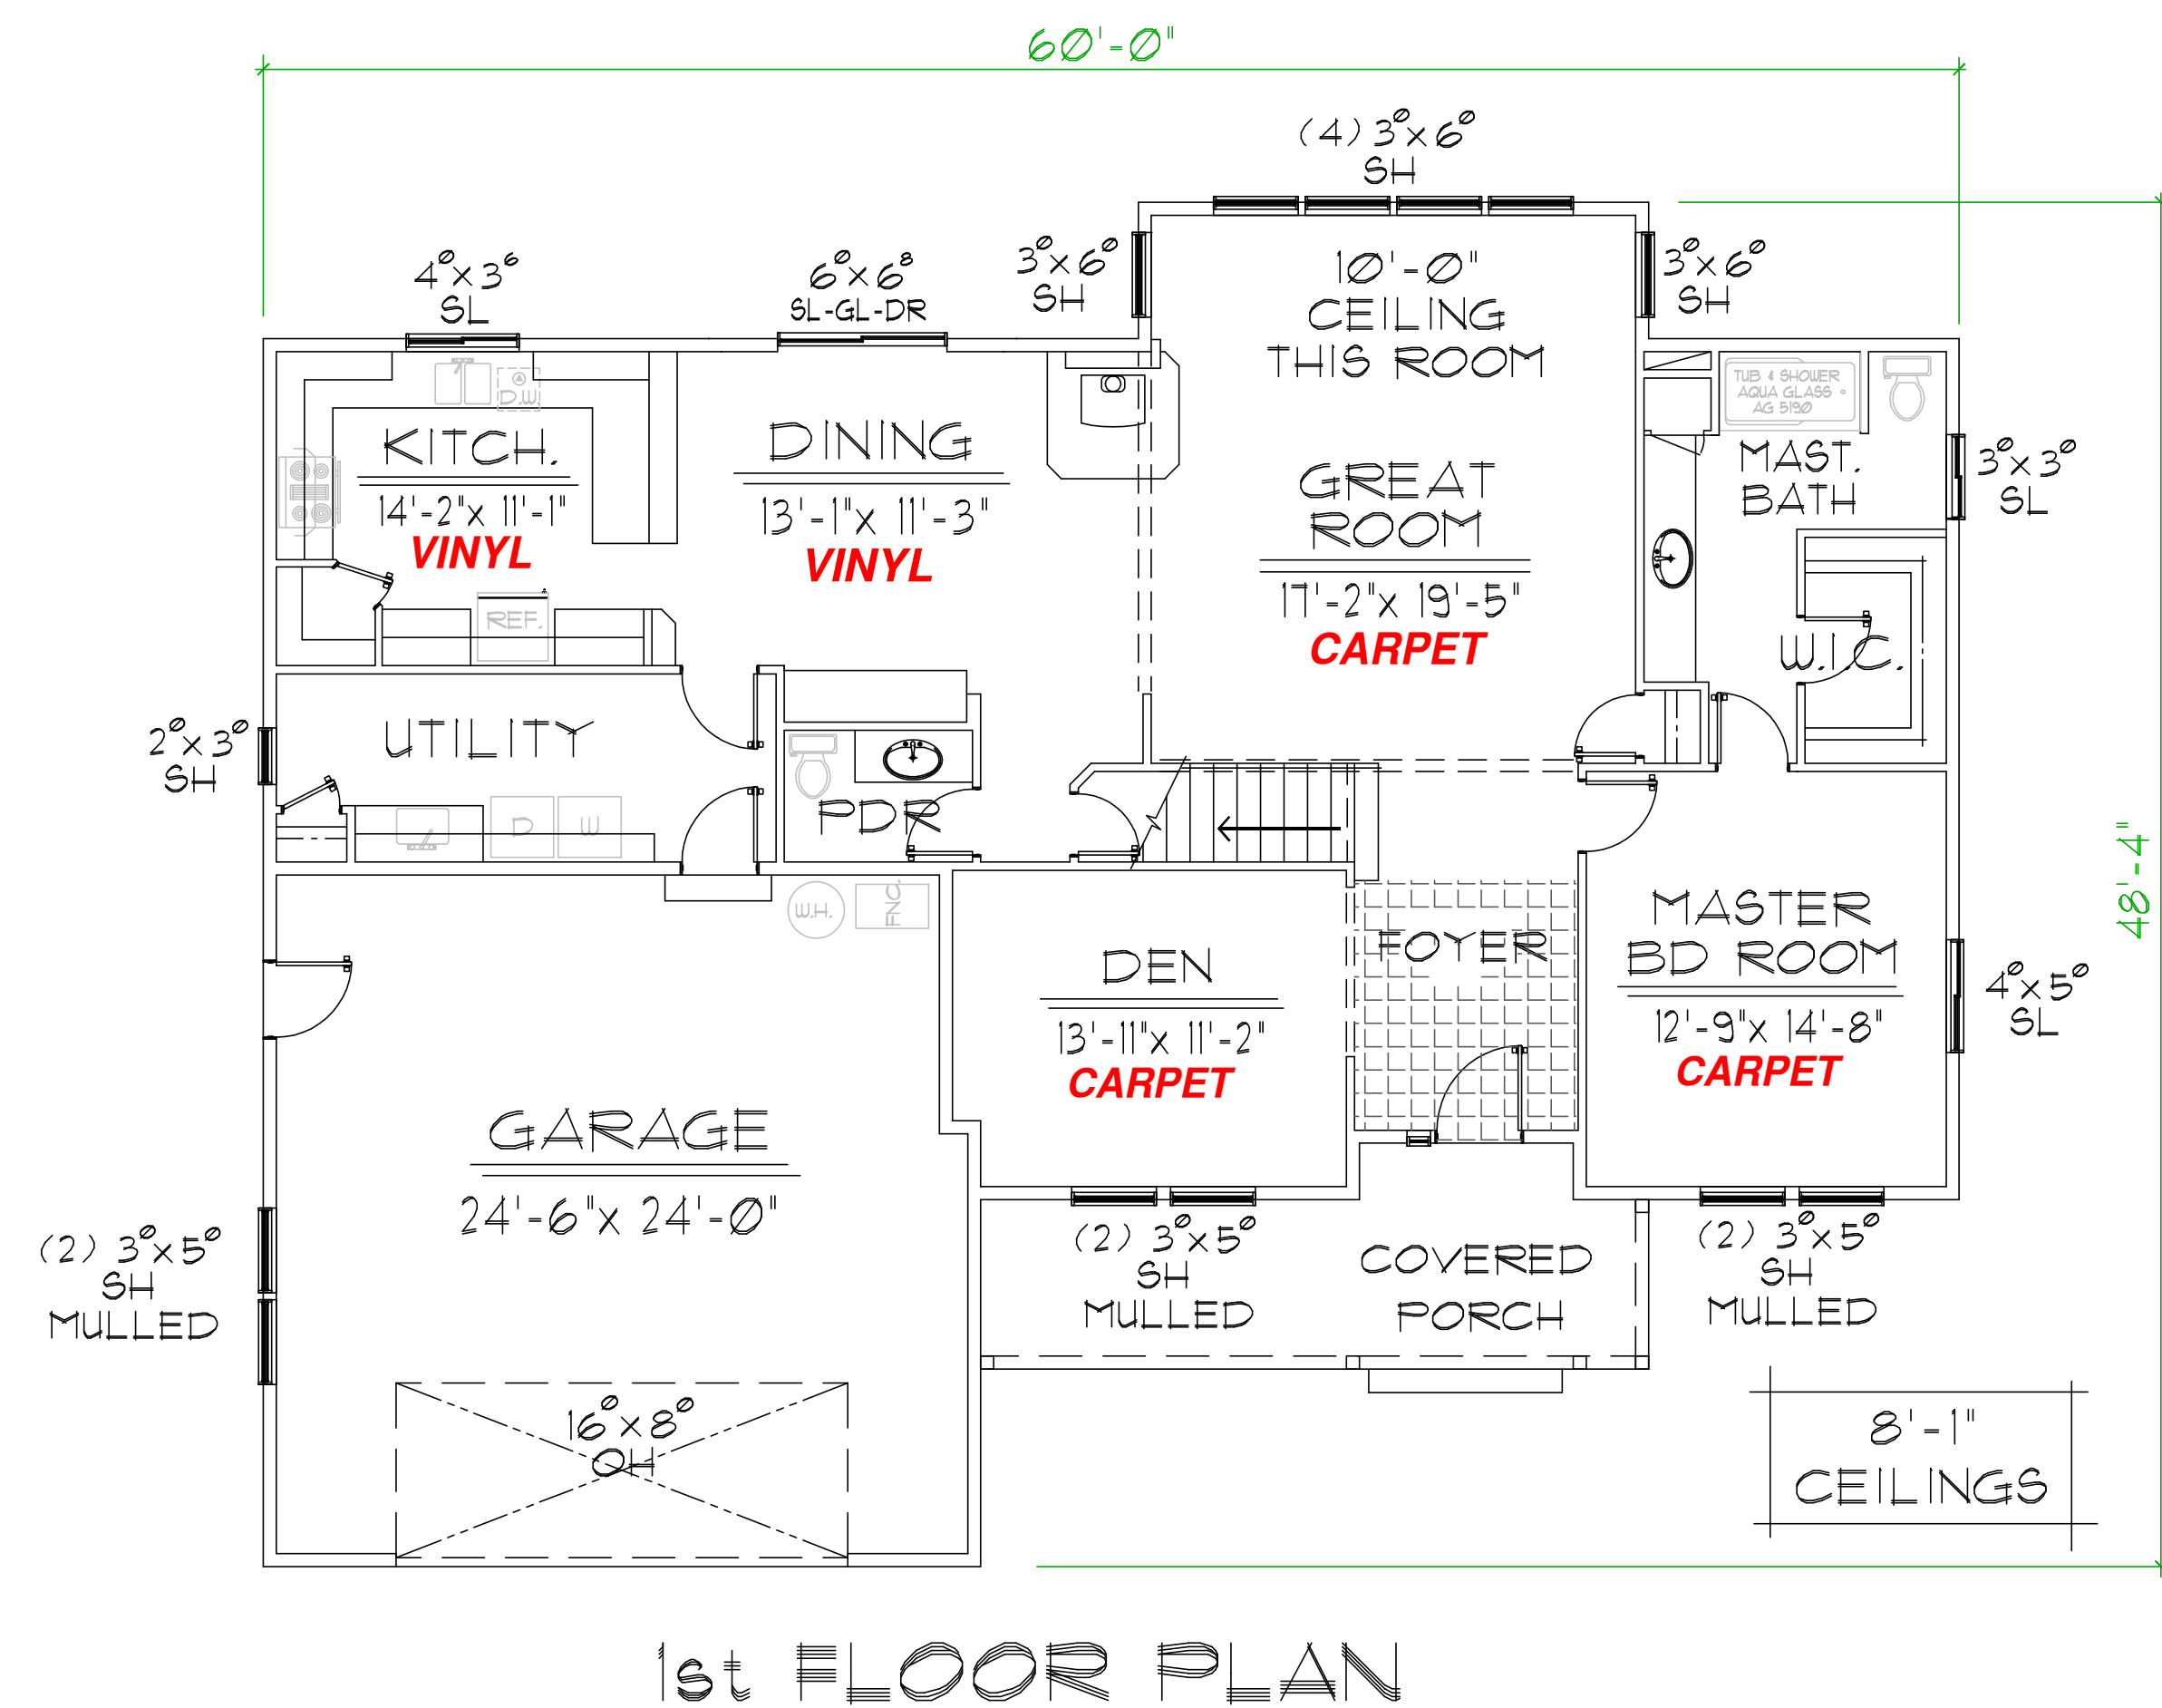 60'-0"
(4) 3⁰x6⁰
SH
4⁰x3⁶
SL
6⁰x6⁸
SL-GL-DR
3⁰x6⁰
SH
10'-0"
CEILING
THIS ROOM
3⁰x6⁰
SH
D.W.
TUB & SHOWER
AQUA GLASS
AG 5190
KITCH.
14'-2"x 11'-1"
VINYL
DINING
13'-1"x 11'-3"
VINYL
GREAT
ROOM
17'-2"x 19'-5"
CARPET
MAST.
BATH
3⁰x3⁰
SL
REF.
W.I.C.
2⁰x3⁰
SH
UTILITY
D
W
PDR
48'-4"
W.H.
FNC.
DEN
13'-11"x 11'-2"
CARPET
FOYER
MASTER
BD ROOM
12'-9"x 14'-8"
CARPET
4⁰x5⁰
SL
GARAGE
24'-6"x 24'-0"
(2) 3⁰x5⁰
SH
MULLED
(2) 3⁰x5⁰
SH
MULLED
COVERED
PORCH
(2) 3⁰x5⁰
SH
MULLED
16⁰x8⁰
OH
8'-1"
CEILINGS
1st FLOOR PLAN